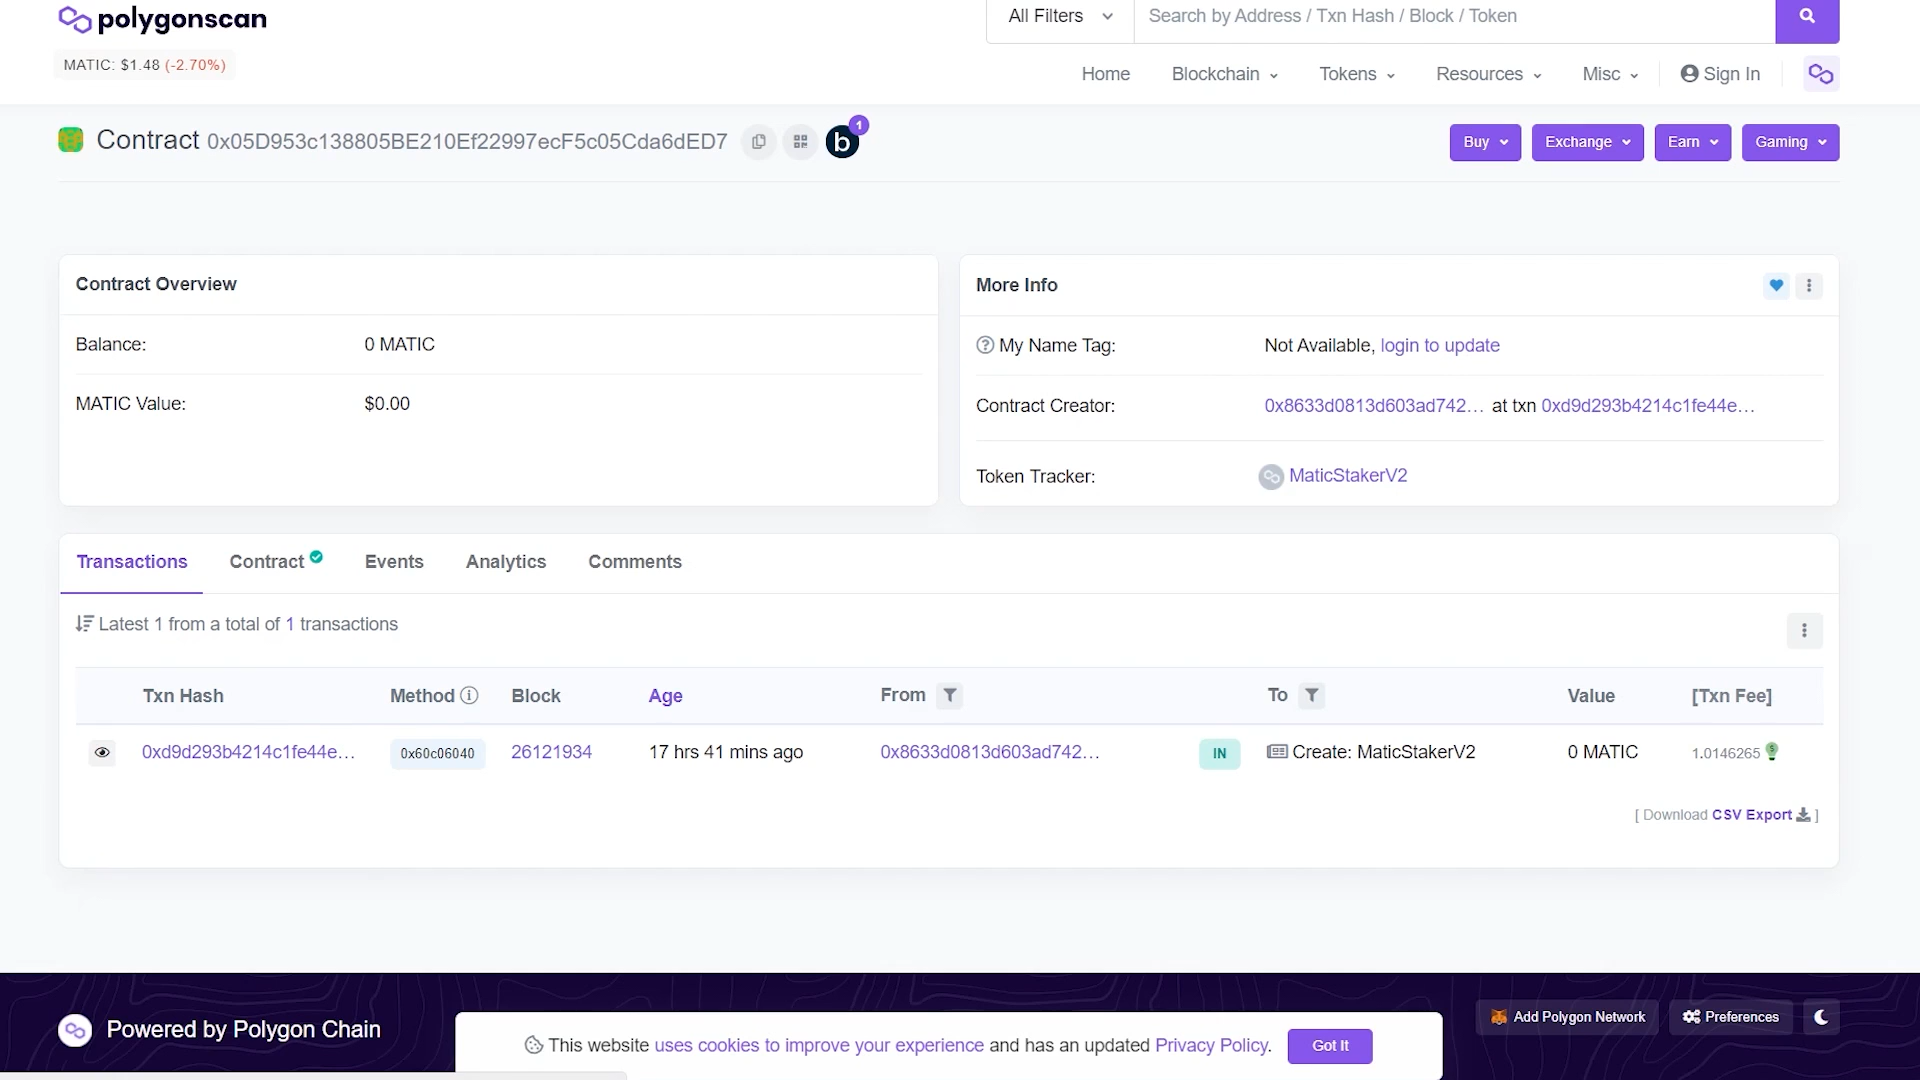 polygonscan
All Filters
Search by Address / Txn Hash / Block / Token
MATIC: $1.48 (-2.70%)
Home Blockchain Tokens Resources Misc Sign In
Contract 0x05D953c138805BE210Ef22997ecF5c05Cda6dED7 b 1
Buy Exchange Earn Gaming
Contract Overview
Balance: 0 MATIC
MATIC Value: $0.00
More Info
My Name Tag: Not Available, login to update
Contract Creator: 0x8633d0813d603ad742... at txn 0xd9d293b4214c1fe44e...
Token Tracker: MaticStakerV2
Transactions Contract Events Analytics Comments
Latest 1 from a total of 1 transactions
Txn Hash Method Block Age From To Value [Txn Fee]
0xd9d293b4214c1fe44e... 0x60c06040 26121934 17 hrs 41 mins ago 0x8633d0813d603ad742... IN Create: MaticStakerV2 0 MATIC 1.0146265
[ Download CSV Export ]
Powered by Polygon Chain
Add Polygon Network Preferences
This website uses cookies to improve your experience and has an updated Privacy Policy. Got It